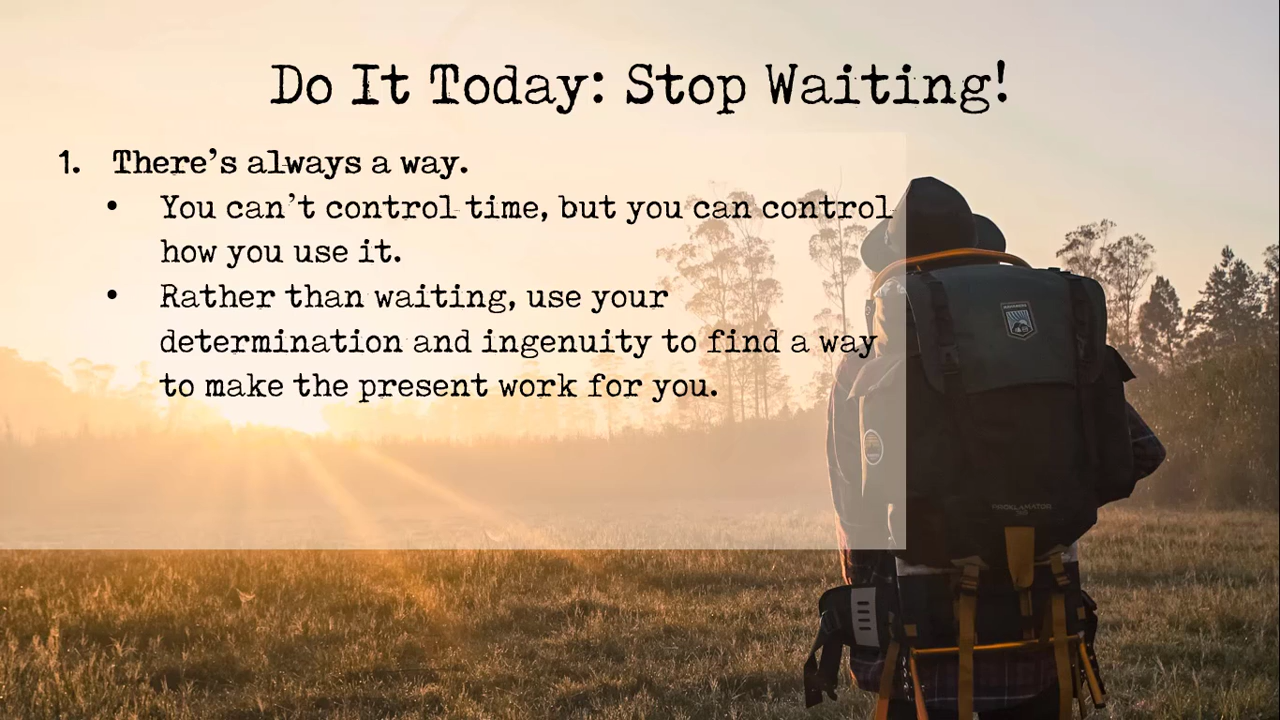 Do It Today: Stop Waiting!
1. There’s always a way.
• You can’t control time, but you can control
how you use it.
• Rather than waiting, use your
determination and ingenuity to find a way
to make the present work for you.